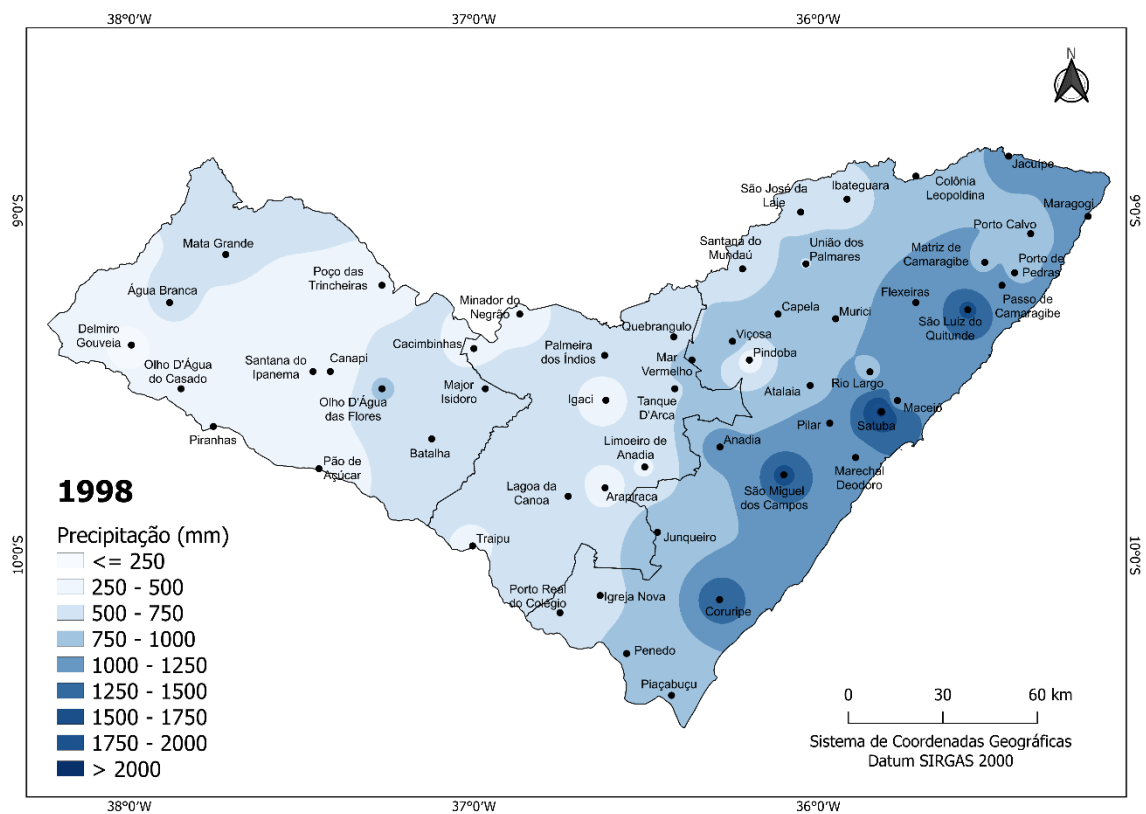 38°0'W
37°0'W
36°0'W
N
9°0'S
9°0'S
Jacuípe
Colônia
Leopoldina
Maragogi
Ibateguara
São José da
Laje
Porto Calvo
Santana do
Mundaú
União dos
Palmares
Matriz de
Camaragibe
Porto de
Pedras
Passo de
Camaragibe
Flexeiras
São Luiz do
Quitunde
Mata Grande
Poço das
Trincheiras
Água Branca
Minador do
Negrão
Capela
Murici
Quebrangulo
Viçosa
Delmiro
Gouveia
Cacimbinhas
Palmeira
dos Índios
Mar
Vermelho
Pindoba
Olho D'Água
do Casado
Santana do
Ipanema
Canapi
Olho D'Água
das Flores
Major
Isidoro
Igaci
Tanque
D'Arca
Atalaia
Rio Largo
Maceió
Satuba
Pilar
Piranhas
Batalha
Limoeiro de
Anadia
Anadia
Pão de
Açúcar
Marechal
Deodoro
São Miguel
dos Campos
Lagoa da
Canoa
Arapiraca
Traipu
Junqueiro
Porto Real
do Colégio
Igreja Nova
Coruripe
Penedo
Piaçabuçu
10°0'S
10°0'S
1998
Precipitação (mm)
<= 250
250 - 500
500 - 750
750 - 1000
1000 - 1250
1250 - 1500
1500 - 1750
1750 - 2000
> 2000
0 30 60 km
Sistema de Coordenadas Geográficas
Datum SIRGAS 2000
38°0'W
37°0'W
36°0'W